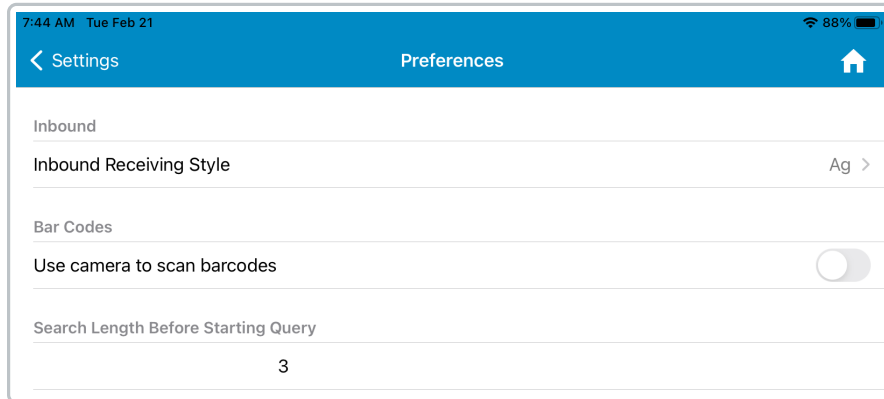 7:44 AM Tue Feb 21 88%
Settings Preferences
Inbound
Inbound Receiving Style Ag
Bar Codes
Use camera to scan barcodes
Search Length Before Starting Query
3